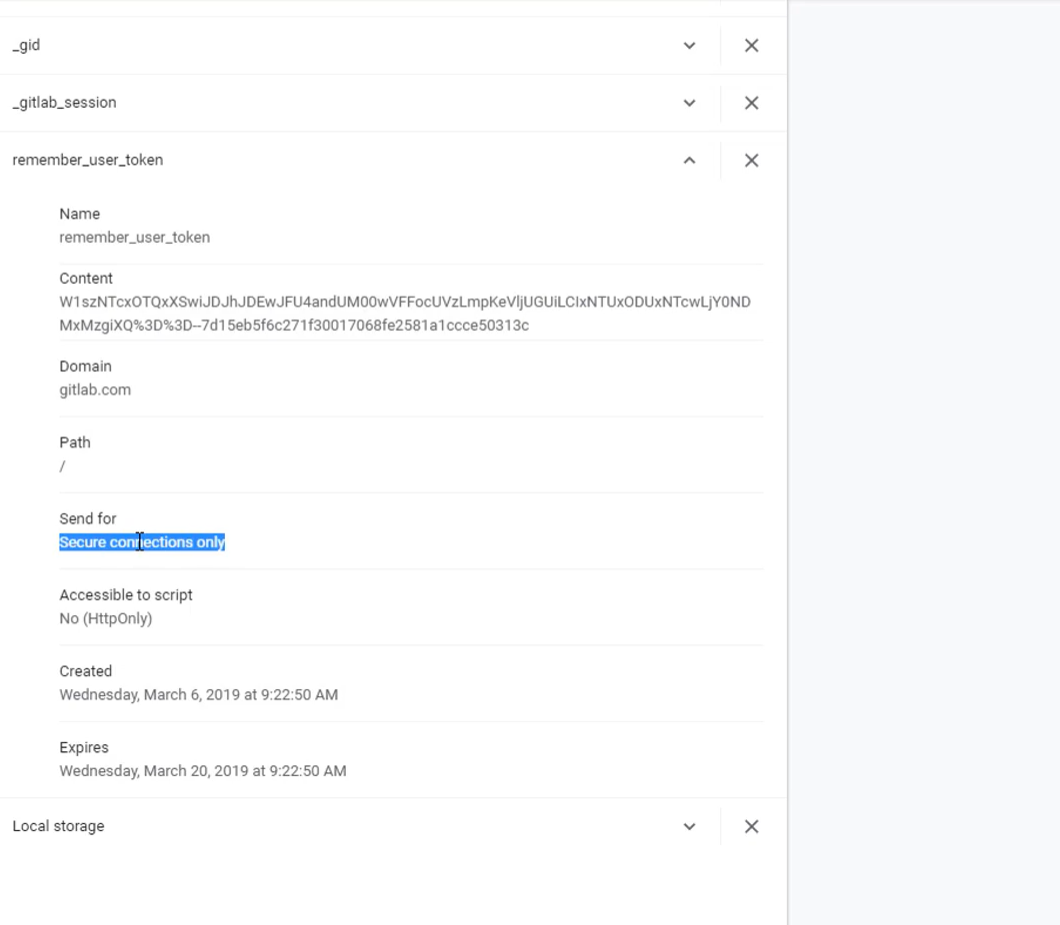 _gid
_gitlab_session
remember_user_token
Name
remember_user_token
Content
W1szNTcxOTQxXSwiJDJhJDEwJFU4andUM00wVFFocUVzLmpKeVljUGUiLCIxNTUxODUxNTcwLjY0ND
MxMzgiXQ%3D%3D--7d15eb5f6c271f30017068fe2581a1ccce50313c
Domain
gitlab.com
Path
/
Send for
Secure connections only
Accessible to script
No (HttpOnly)
Created
Wednesday, March 6, 2019 at 9:22:50 AM
Expires
Wednesday, March 20, 2019 at 9:22:50 AM
Local storage